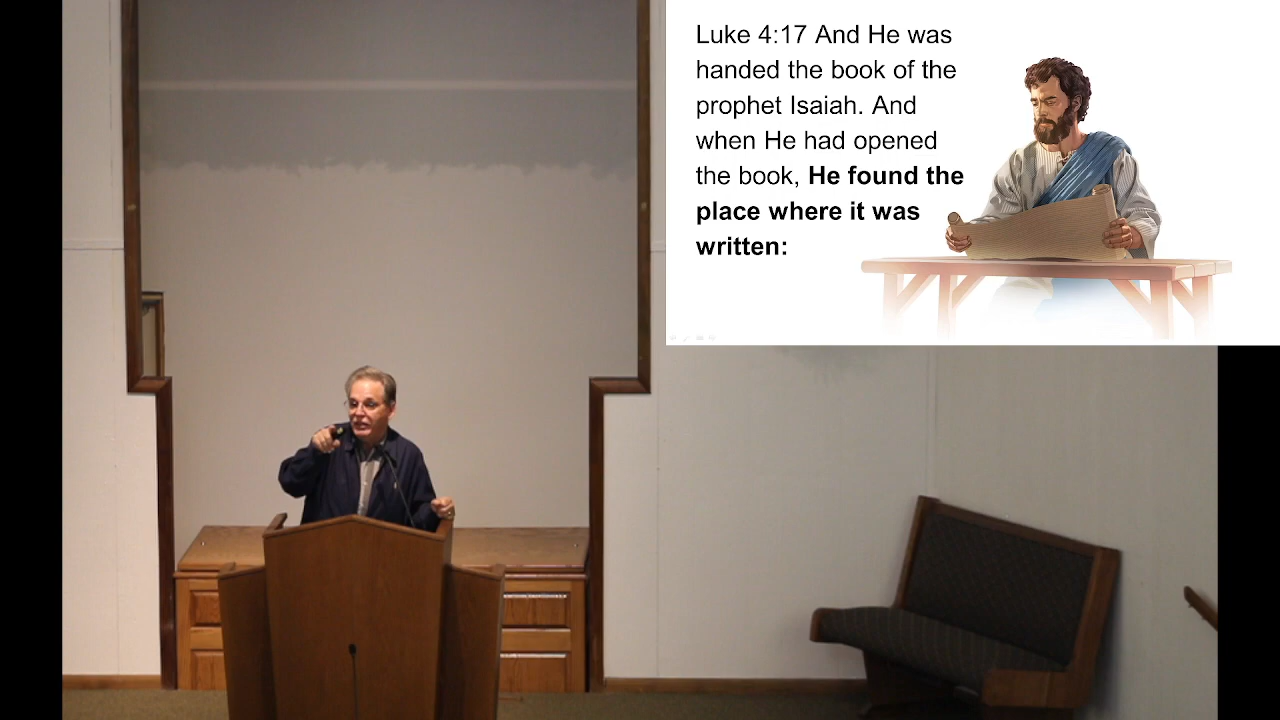 Luke 4:17 And He was
handed the book of the
prophet Isaiah. And
when He had opened
the book, He found the
place where it was
written: